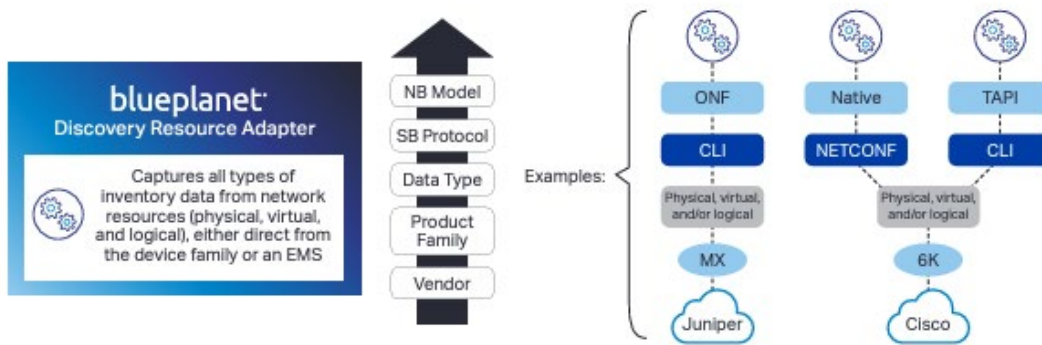 blueplanet
Discovery Resource Adapter
Captures all types of
inventory data from network
resources (physical, virtual,
and logical), either direct from
the device family or an EMS
NB Model
SB Protocol
Data Type
Product
Family
Vendor
Examples:
ONF
CLI
Physical, virtual,
and/or logical
MX
Juniper
Native
TAPI
NETCONF
CLI
Physical, virtual,
and/or logical
6K
Cisco